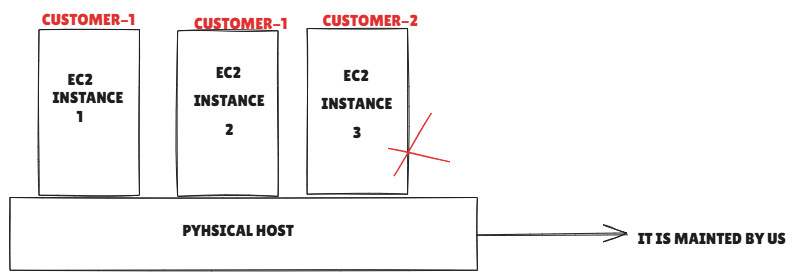 CUSTOMER-1
CUSTOMER-1
CUSTOMER-2
EC2
INSTANCE
1
EC2
INSTANCE
2
EC2
INSTANCE
3
PYHSICAL HOST
IT IS MAINTED BY US